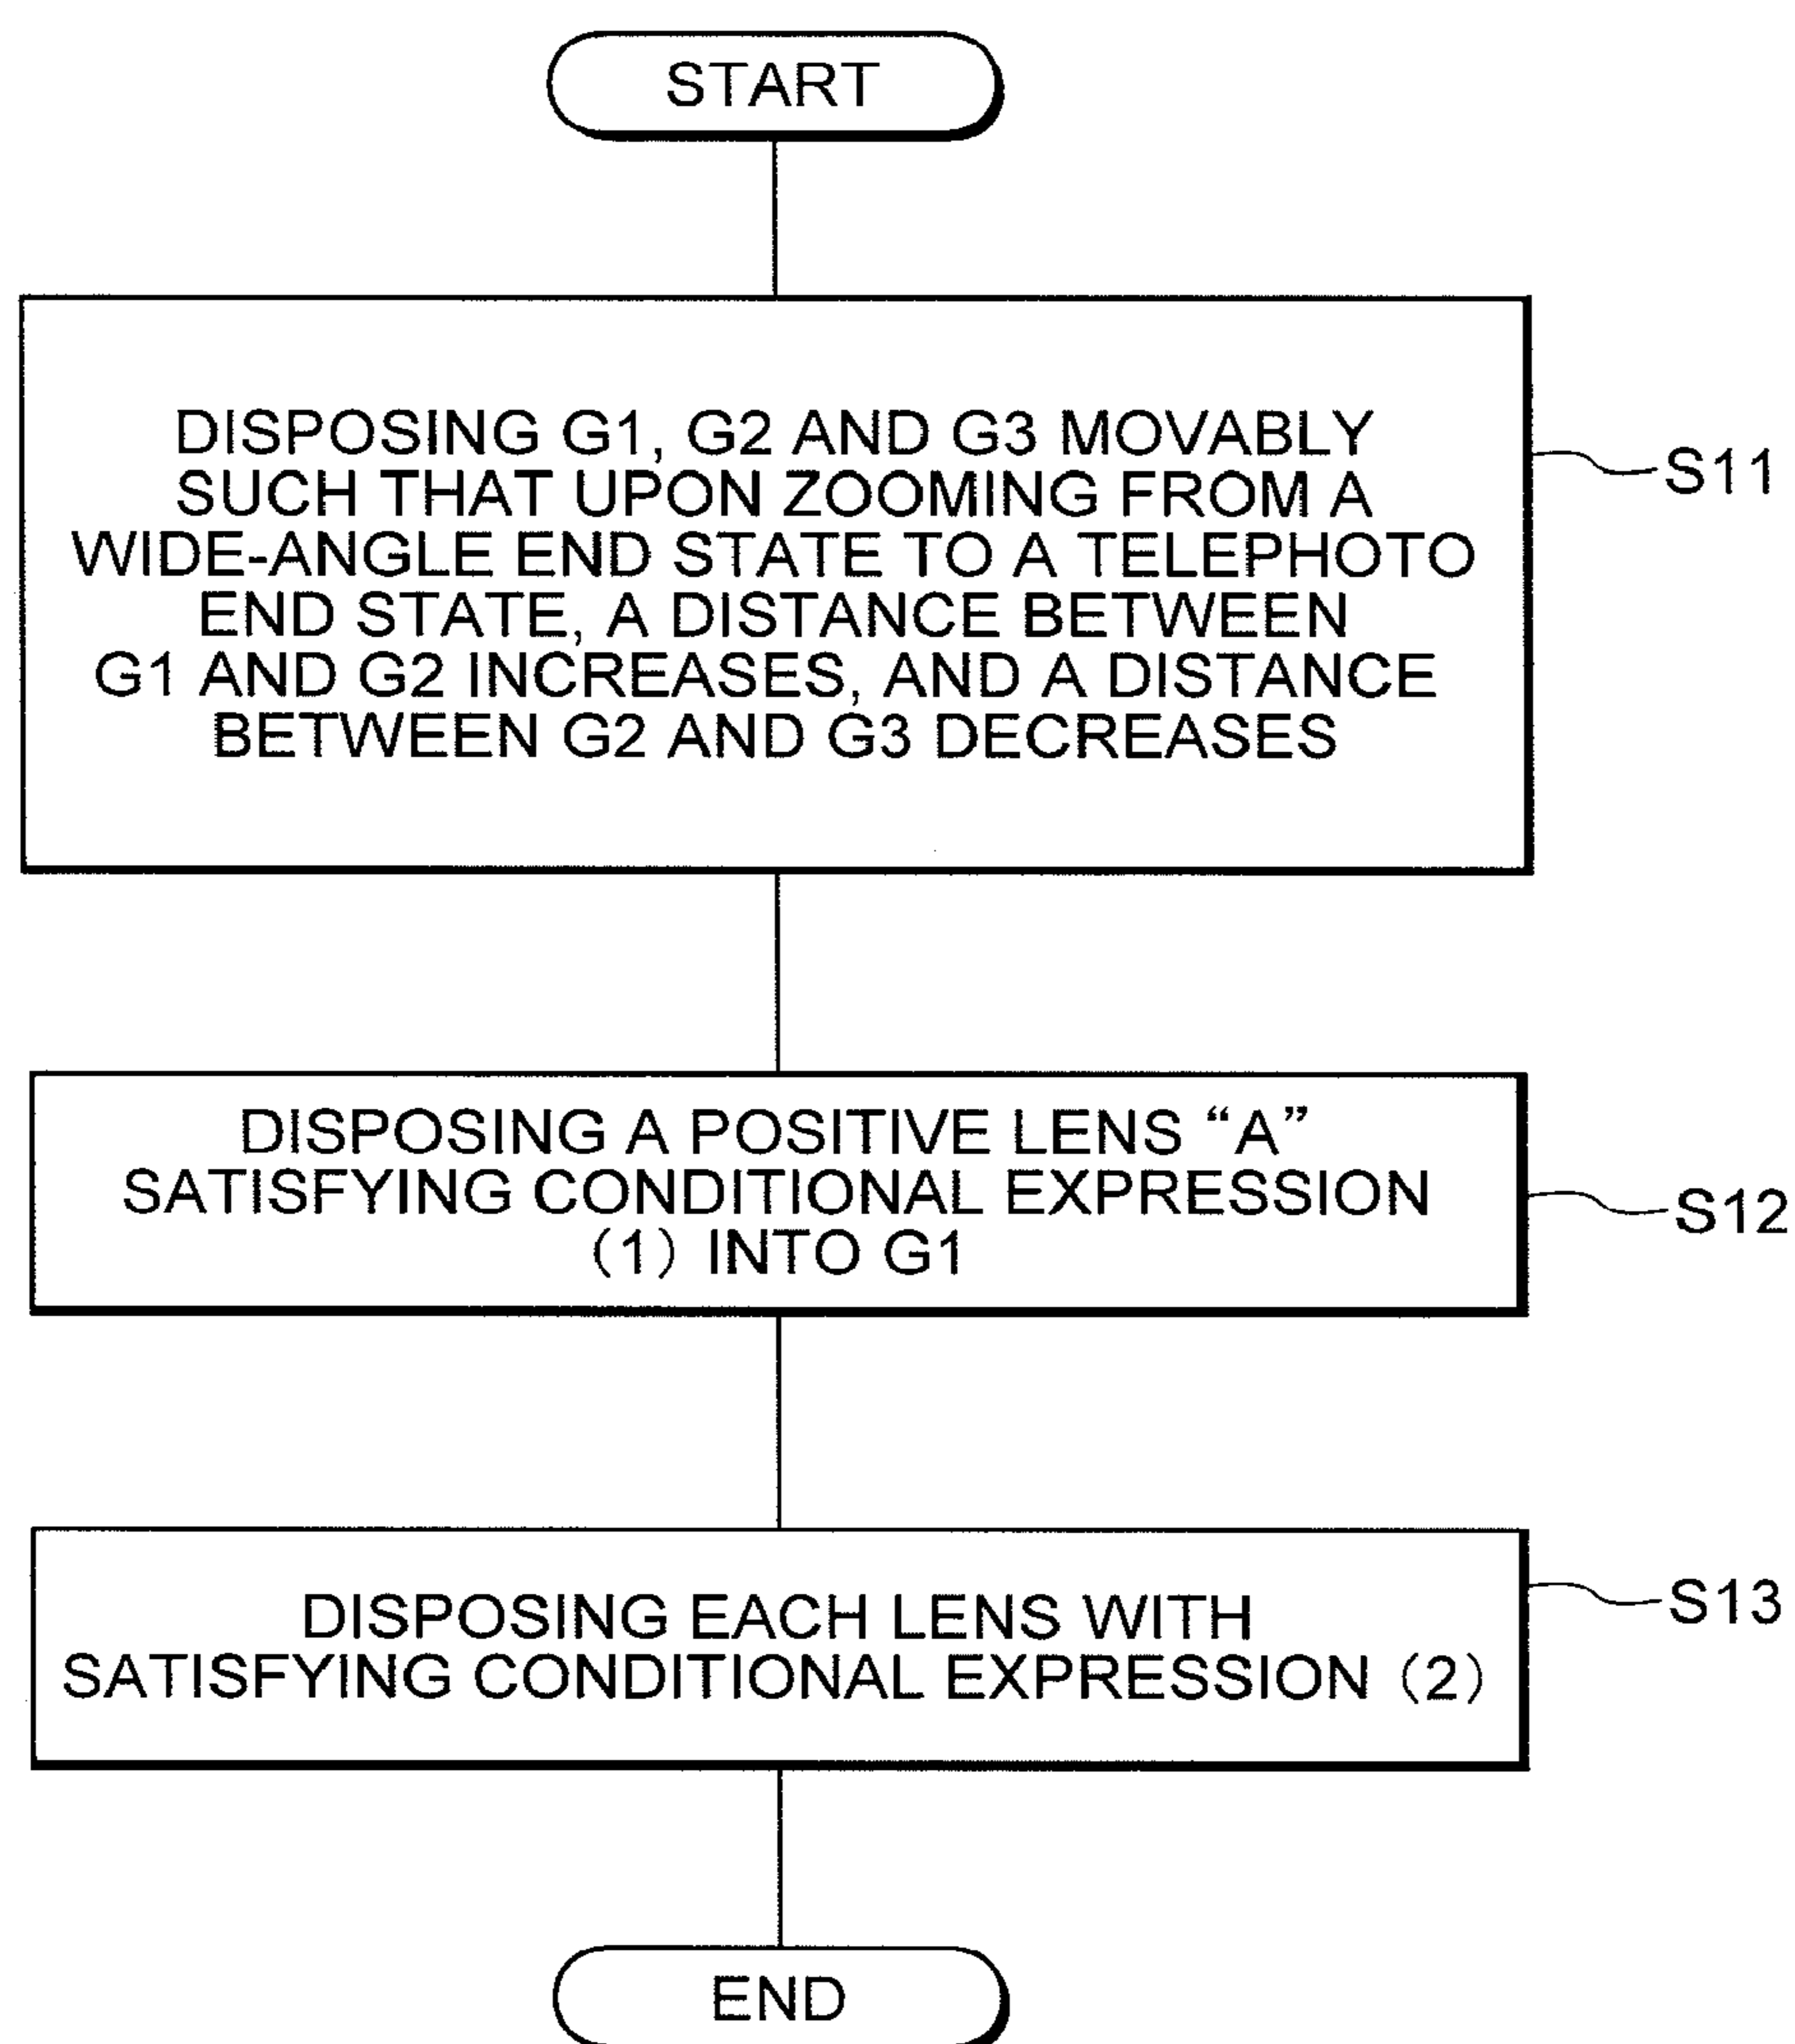 START
DISPOSING G1, G2 AND G3 MOVABLY
SUCH THAT UPON ZOOMING FROM A
WIDE-ANGLE END STATE TO A TELEPHOTO
END STATE, A DISTANCE BETWEEN
G1 AND G2 INCREASES, AND A DISTANCE
BETWEEN G2 AND G3 DECREASES
S11
DISPOSING A POSITIVE LENS “A”
SATISFYING CONDITIONAL EXPRESSION
(1) INTO G1
S12
DISPOSING EACH LENS WITH
SATISFYING CONDITIONAL EXPRESSION (2)
S13
END